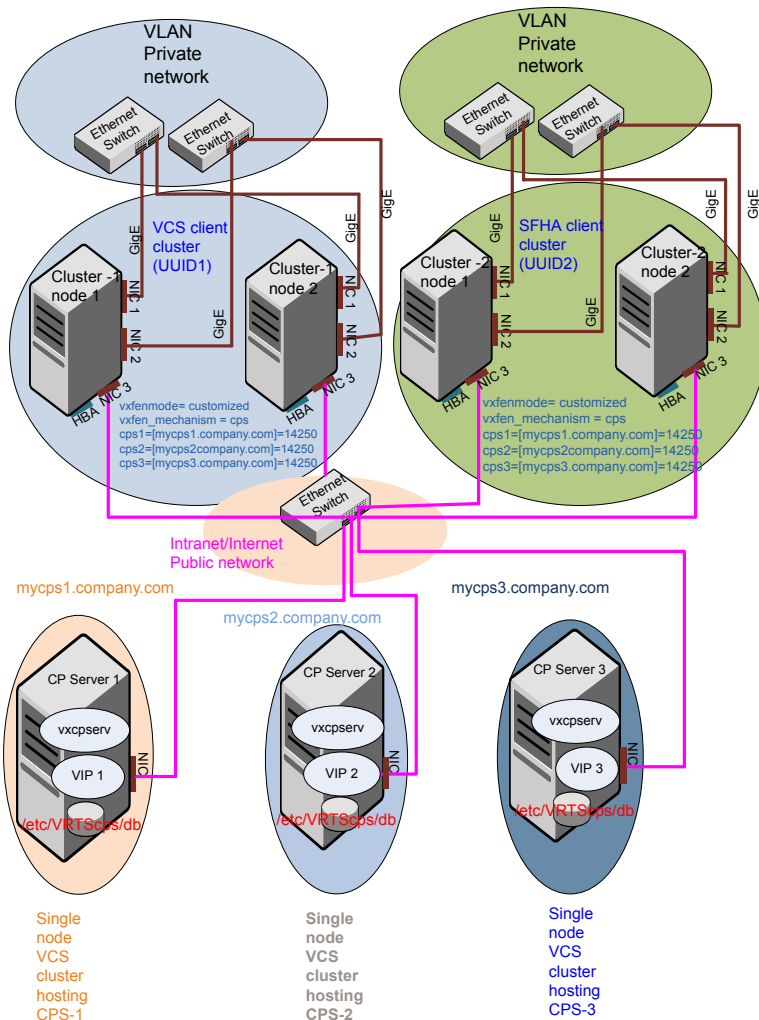 VLAN
Private
network
VLAN
Private
network
Ethernet
Switch
Ethernet
Switch
Ethernet
Switch
Ethernet
Switch
GigE
GigE
GigE
GigE
GigE
GigE
GigE
GigE
VCS client
cluster
(UUID1)
SFHA client
cluster
(UUID2)
Cluster -1
node 1
NIC 1
NIC 2
NIC 3
HBA
Cluster-1
node 2
NIC 1
NIC 2
NIC 3
HBA
Cluster -2
node 1
NIC 1
NIC 2
NIC 3
HBA
Cluster-2
node 2
NIC 1
NIC 2
NIC 3
HBA
vxfenmode= customized
vxfen_mechanism = cps
cps1=[mycps1.company.com]=14250
cps2=[mycps2company.com]=14250
cps3=[mycps3.company.com]=14250
vxfenmode= customized
vxfen_mechanism = cps
cps1=[mycps1.company.com]=14250
cps2=[mycps2company.com]=14250
cps3=[mycps3.company.com]=14250
Ethernet
Switch
Intranet/Internet
Public network
mycps1.company.com
mycps2.company.com
mycps3.company.com
CP Server 1
vxcpserv
VIP 1
NIC
/etc/VRTScps/db
CP Server 2
vxcpserv
VIP 2
NIC
/etc/VRTScps/db
CP Server 3
vxcpserv
VIP 3
NIC
/etc/VRTScps/db
Single
node
VCS
cluster
hosting
CPS-1
Single
node
VCS
cluster
hosting
CPS-2
Single
node
VCS
cluster
hosting
CPS-3